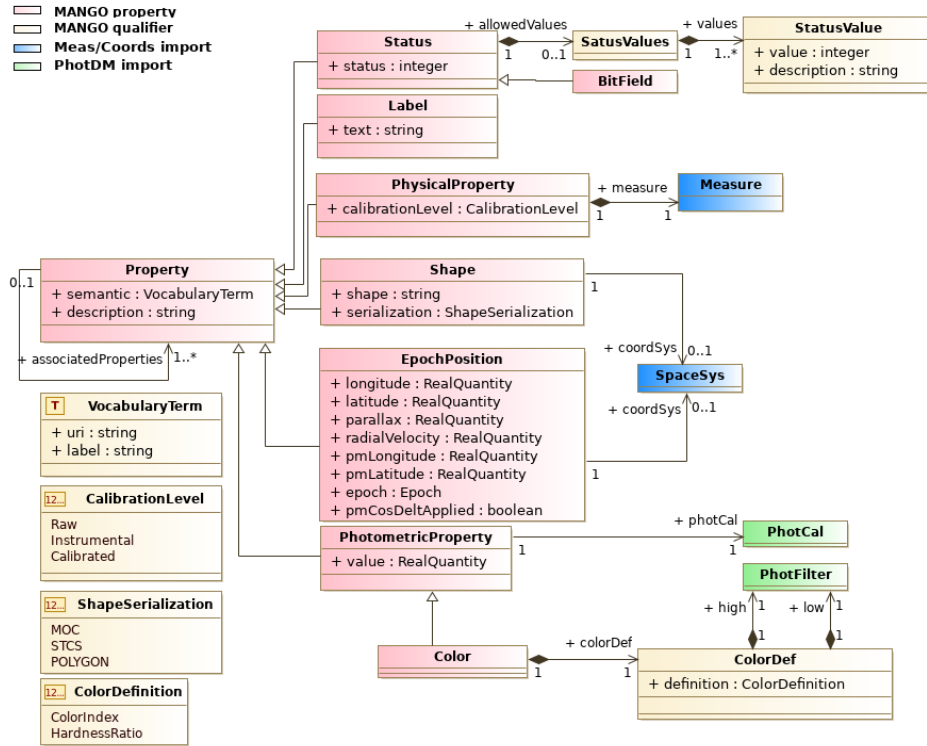 MANGO property
MANGO qualifier
Meas/Coords import
PhotDM import
Status
+ status : integer
+ allowedValues
1
0..1
SatusValues
+ values
1
1..*
StatusValue
+ value : integer
+ description : string
BitField
Label
+ text : string
PhysicalProperty
+ calibrationLevel : CalibrationLevel
+ measure
1
1
Measure
Property
+ semantic : VocabularyTerm
+ description : string
0..1
+ associatedProperties
1..*
Shape
+ shape : string
+ serialization : ShapeSerialization
1
+ coordSys
0..1
SpaceSys
+ coordSys
0..1
1
EpochPosition
+ longitude : RealQuantity
+ latitude : RealQuantity
+ parallax : RealQuantity
+ radialVelocity : RealQuantity
+ pmLongitude : RealQuantity
+ pmLatitude : RealQuantity
+ epoch : Epoch
+ pmCosDeltApplied : boolean
T
VocabularyTerm
+ uri : string
+ label : string
12...
CalibrationLevel
Raw
Instrumental
Calibrated
12...
ShapeSerialization
MOC
STCS
POLYGON
12...
ColorDefinition
ColorIndex
HardnessRatio
PhotometricProperty
+ value : RealQuantity
+ photCal
1
1
PhotCal
PhotFilter
+ high
1
+ low
1
1
1
Color
+ colorDef
1
1
ColorDef
+ definition : ColorDefinition